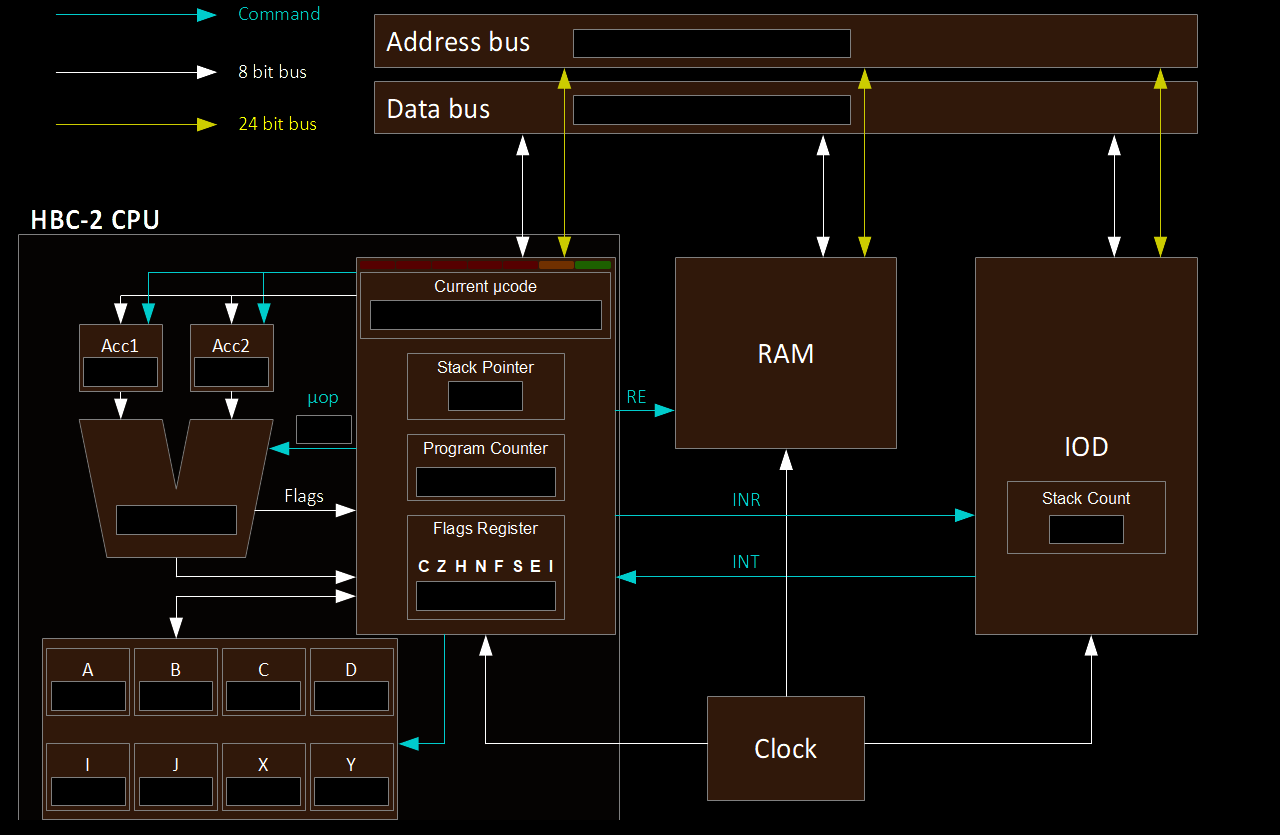 Command
8 bit bus
24 bit bus
Address bus
Data bus
HBC-2 CPU
Current µcode
Acc1
Acc2
Stack Pointer
µop
Program Counter
Flags
Flags Register
C Z H N F S E I
RE
RAM
INR
INT
IOD
Stack Count
A
B
C
D
I
J
X
Y
Clock